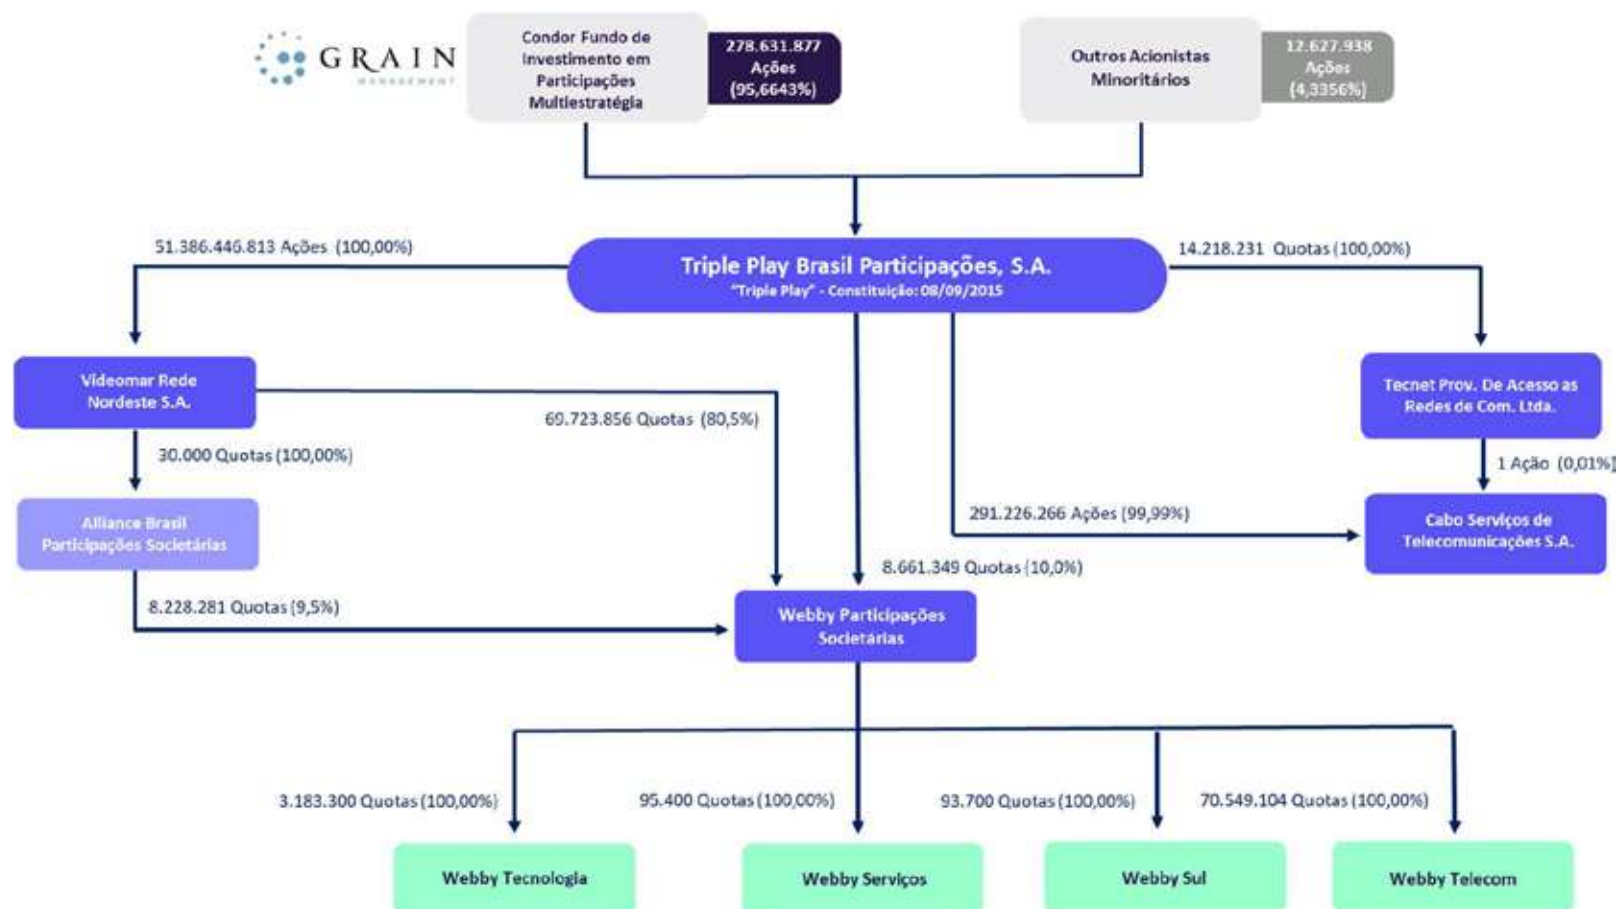 GRAIN
MANAGEMENT
Condor Fundo de
Investimento em
Participações
Multiestratégia
278.631.877
Ações
(95,6643%)
Outros Acionistas
Minoritários
12.627.938
Ações
(4,3356%)
51.386.446.813 Ações (100,00%)
Triple Play Brasil Participações, S.A.
"Triple Play" - Constituição: 08/09/2015
14.218.231 Quotas (100,00%)
Videomar Rede
Nordeste S.A.
69.723.856 Quotas (80,5%)
Tecnet Prov. De Acesso as
Redes de Com. Ltda.
30.000 Quotas (100,00%)
1 Ação (0,01%)
Alliance Brasil
Participações Societárias
291.226.266 Ações (99,99%)
Cabo Serviços de
Telecomunicações S.A.
8.661.349 Quotas (10,0%)
8.228.281 Quotas (9,5%)
Webby Participações
Societárias
3.183.300 Quotas (100,00%)
95.400 Quotas (100,00%)
93.700 Quotas (100,00%)
70.549.104 Quotas (100,00%)
Webby Tecnologia
Webby Serviços
Webby Sul
Webby Telecom